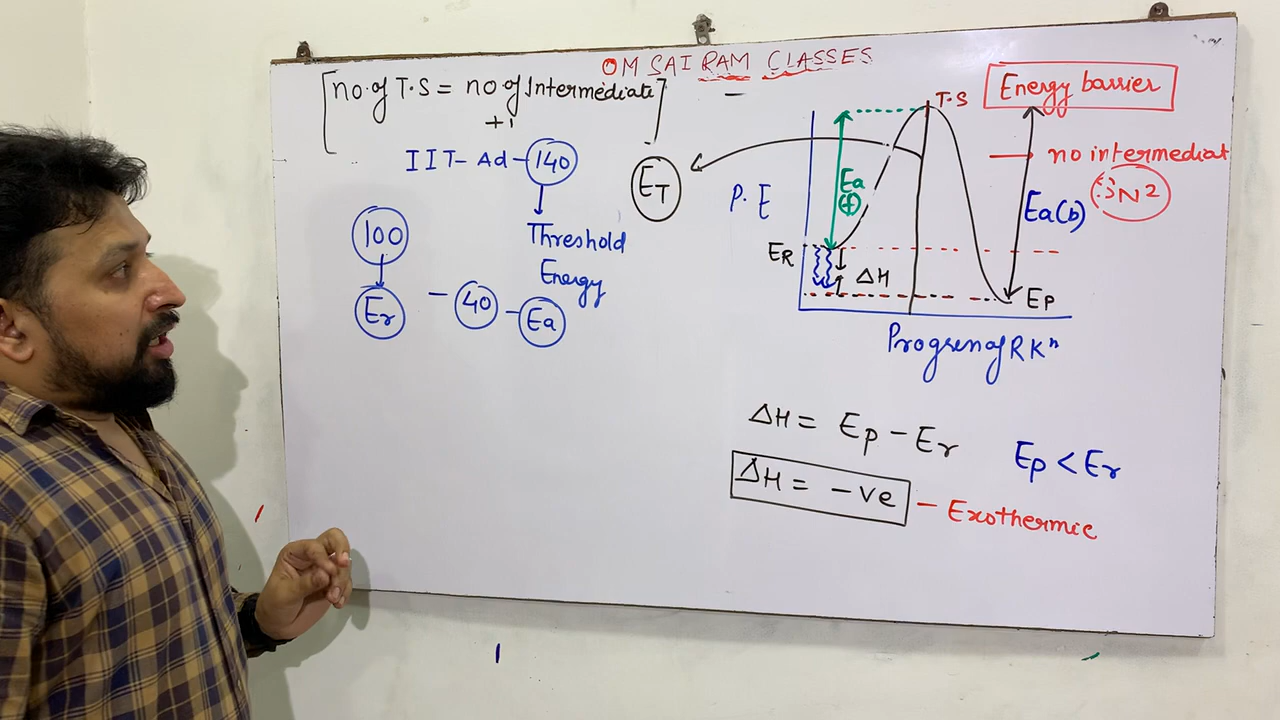 OM SAI RAM CLASSES
[no. of T·S = no of Intermediate]
+1
IIT- Ad - 140
Threshold
Energy
100
Er - 40 - Ea
ET
Energy barrier
T·S
no intermediat
SN2
Ea
(f)
P·E
Ea(b)
ER
ΔH
EP
Progress of RKn
ΔH = Ep - Er
Ep < Er
ΔH = -ve - Exothermic